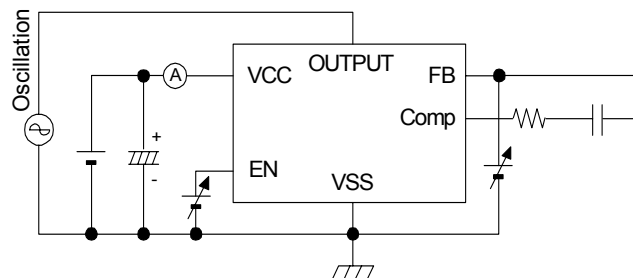 Oscillation
A
VCC
OUTPUT
FB
Comp
EN
VSS
+
-